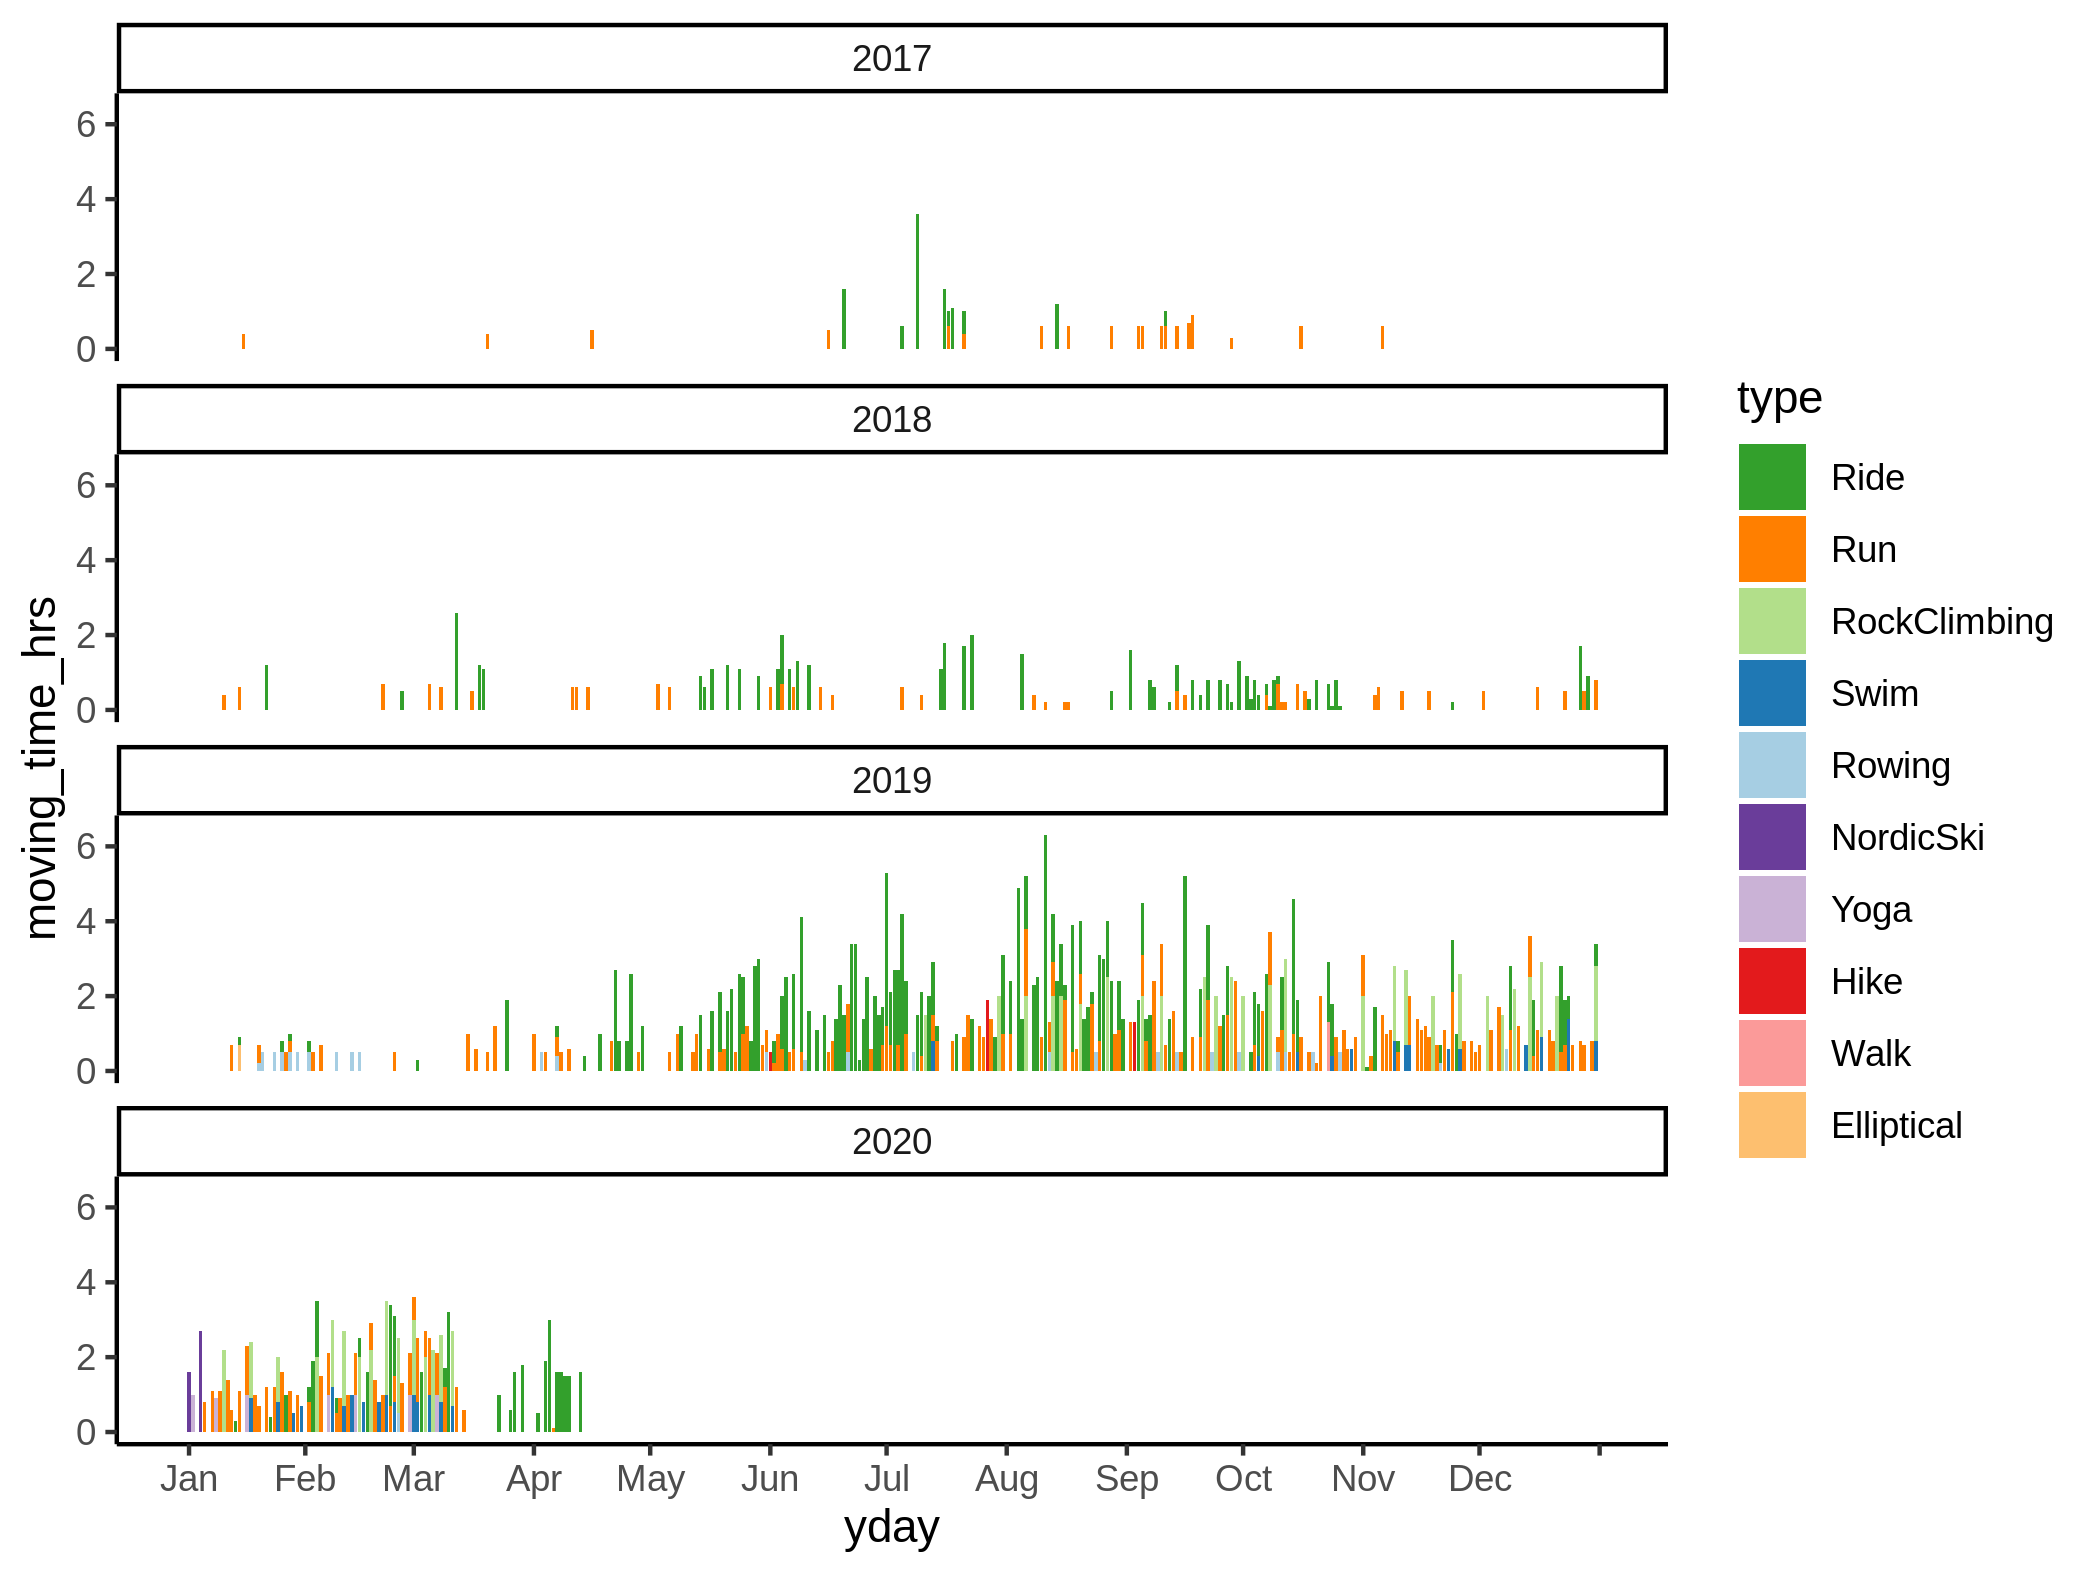 2017
6
4
2
0
2018
6
4
2
0
2019
6
4
2
0
2020
6
4
2
0
Jan Feb Mar Apr May Jun Jul Aug Sep Oct Nov Dec
yday
moving_time_hrs
type
Ride
Run
RockClimbing
Swim
Rowing
NordicSki
Yoga
Hike
Walk
Elliptical